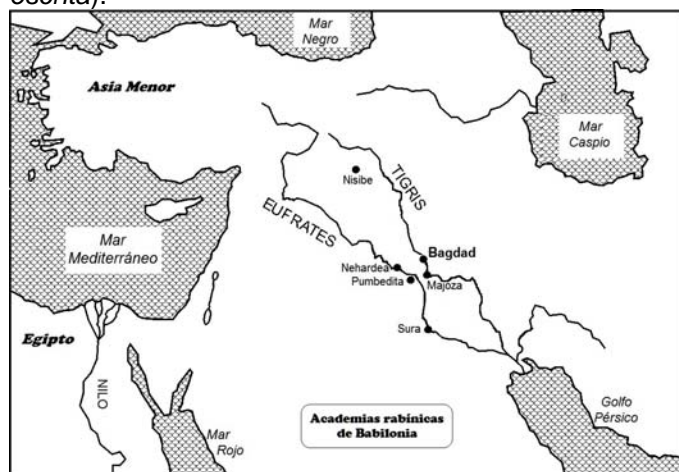 escrita).
Mar
Negro
Asia Menor
Mar
Caspio
Nisibe
TIGRIS
EUFRATES
Mar
Mediterráneo
Bagdad
Nehardea
Majoza
Pumbedita
Sura
Egipto
NILO
Mar
Rojo
Academias rabínicas
de Babilonia
Golfo
Pérsico